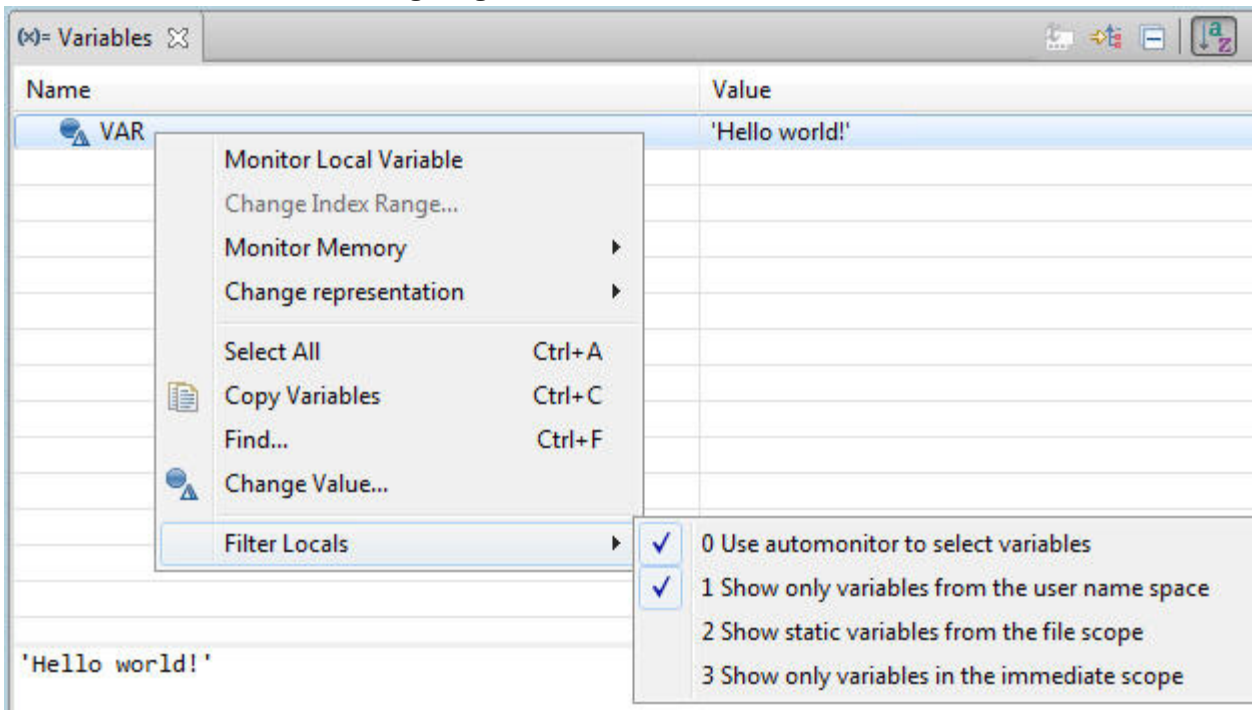 (x)= Variables
Name Value
VAR 'Hello world!'
Monitor Local Variable
Change Index Range...
Monitor Memory
Change representation
Select All Ctrl+A
Copy Variables Ctrl+C
Find... Ctrl+F
Change Value...
Filter Locals
0 Use automonitor to select variables
1 Show only variables from the user name space
2 Show static variables from the file scope
3 Show only variables in the immediate scope
'Hello world!'